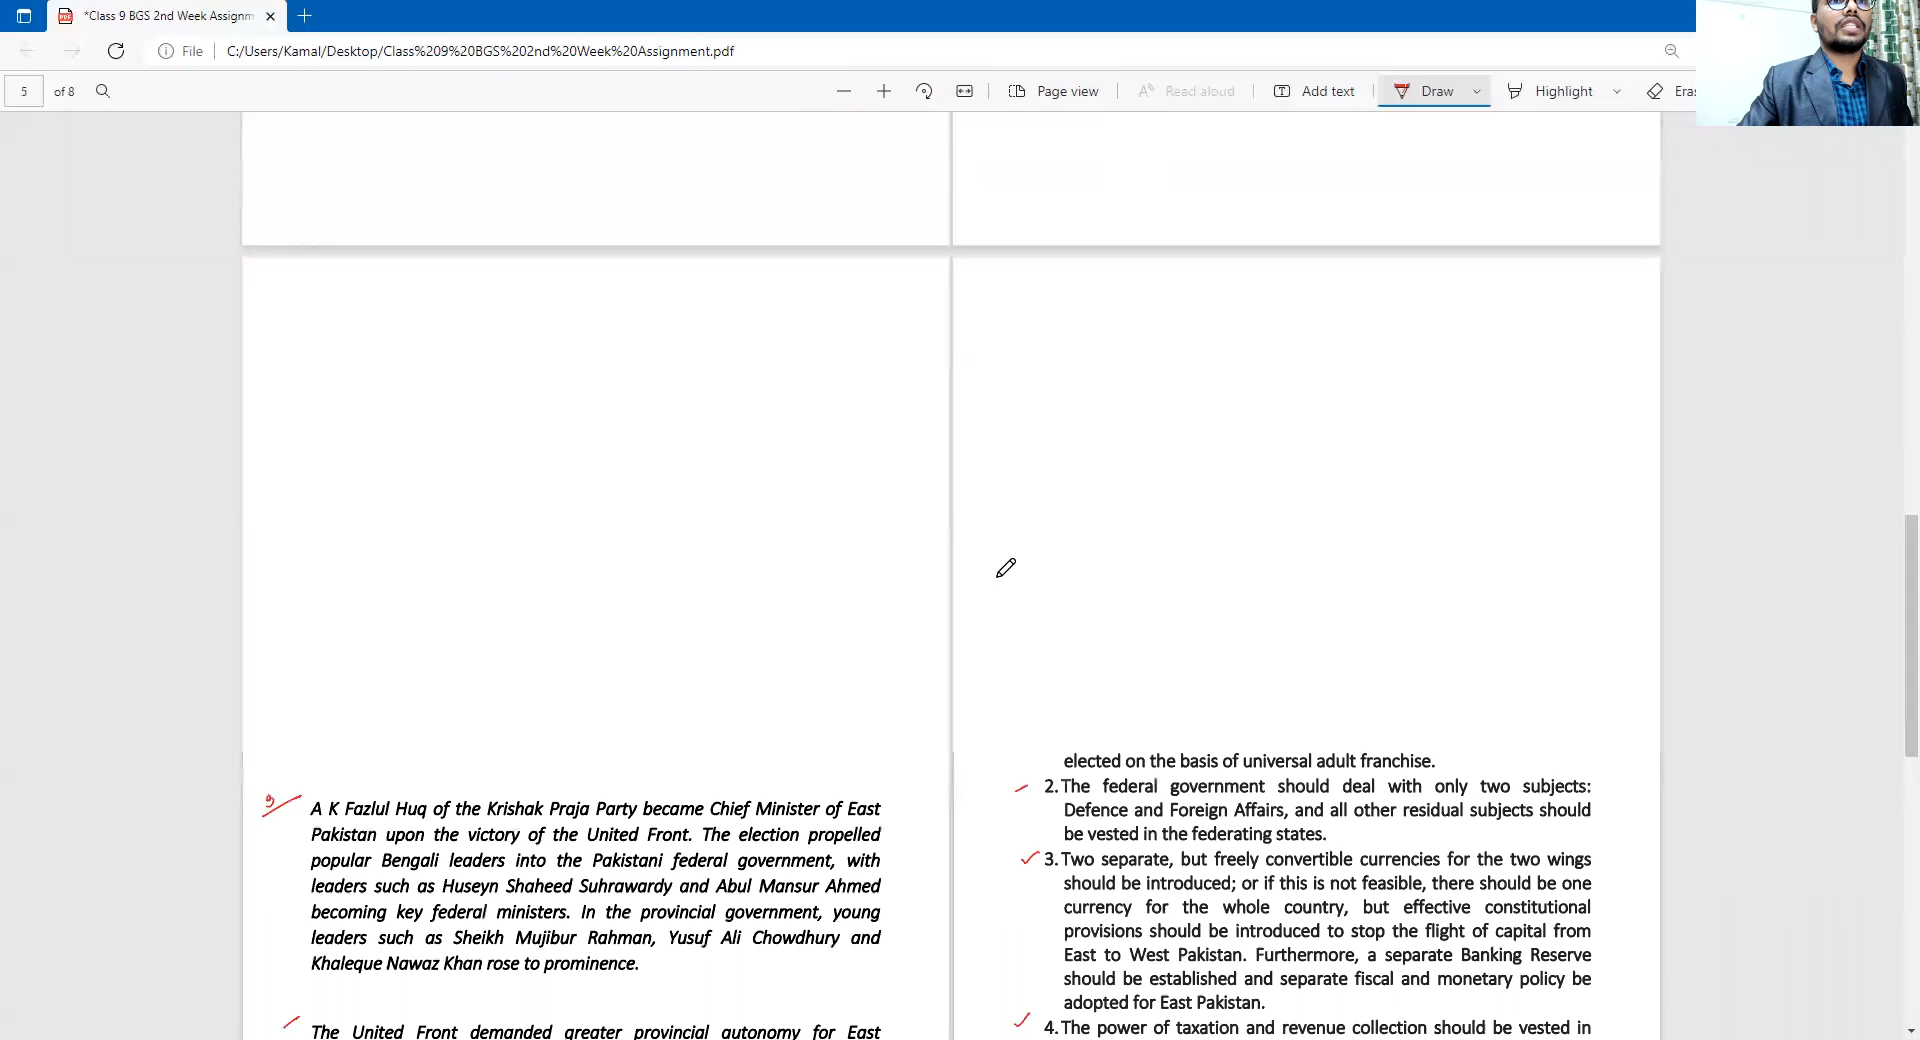 *Class 9 BGS 2nd Week Assignm
File
C:/Users/Kamal/Desktop/Class%209%20BGS%202nd%20Week%20Assignment.pdf
5 of 8
Page view
Read aloud
Add text
Draw
Highlight
Eras
A K Fazlul Huq of the Krishak Praja Party became Chief Minister of East
Pakistan upon the victory of the United Front. The election propelled
popular Bengali leaders into the Pakistani federal government, with
leaders such as Huseyn Shaheed Suhrawardy and Abul Mansur Ahmed
becoming key federal ministers. In the provincial government, young
leaders such as Sheikh Mujibur Rahman, Yusuf Ali Chowdhury and
Khaleque Nawaz Khan rose to prominence.
The United Front demanded greater provincial autonomy for East
elected on the basis of universal adult franchise.
2. The federal government should deal with only two subjects:
Defence and Foreign Affairs, and all other residual subjects should
be vested in the federating states.
3. Two separate, but freely convertible currencies for the two wings
should be introduced; or if this is not feasible, there should be one
currency for the whole country, but effective constitutional
provisions should be introduced to stop the flight of capital from
East to West Pakistan. Furthermore, a separate Banking Reserve
should be established and separate fiscal and monetary policy be
adopted for East Pakistan.
4. The power of taxation and revenue collection should be vested in